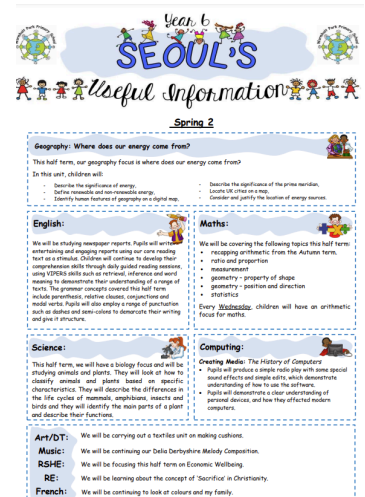 Year 6
SEOUL'S
Useful Information
Spring 2
Geography: Where does our energy come from?
This half term, our geography focus is where does our energy come from?
In this unit, children will:
- Describe the significance of energy,
- Define renewable and non-renewable energy,
- Identify human features of geography on a digital map,
- Describe the significance of the prime meridian,
- Locate UK cities on a map,
- Consider and justify the location of energy sources.
English:
We will be studying newspaper reports. Pupils will write
entertaining and engaging reports using our core reading
text as a stimulus. Children will continue to develop their
comprehension skills through daily guided reading sessions,
using VIPERS skills such as retrieval, inference and word
meaning to demonstrate their understanding of a range of
texts. The grammar concepts covered this half term
include parenthesis, relative clauses, conjunctions and
modal verbs. Pupils will also employ a range of punctuation
such as dashes and semi-colons to demarcate their writing
and give it structure.
Maths:
We will be covering the following topics this half term:
• recapping arithmetic from the Autumn term.
• ratio and proportion
• measurement
• geometry – property of shape
• geometry – position and direction
• statistics
Every Wednesday, children will have an arithmetic
focus for maths.
Science:
This half term, we will have a biology focus and will be
studying animals and plants. They will look at how to
classify animals and plants based on specific
characteristics. They will describe the differences in
the life cycles of mammals, amphibians, insects and
birds and they will identify the main parts of a plant
and describe their functions.
Computing:
Creating Media: The History of Computers
• Pupils will produce a simple radio play with some special
sound effects and simple edits, which demonstrate
understanding of how to use the software.
• Pupils will demonstrate a clear understanding of
personal devices, and how they affected modern
computers.
Art/DT: We will be carrying out a textiles unit on making cushions.
Music: We will be continuing our Delia Derbyshire Melody Composition.
RSHE: We will be focusing this half term on Economic Wellbeing.
RE: We will be learning about the concept of 'Sacrifice' in Christianity.
French: We will be continuing to look at colours and my family.